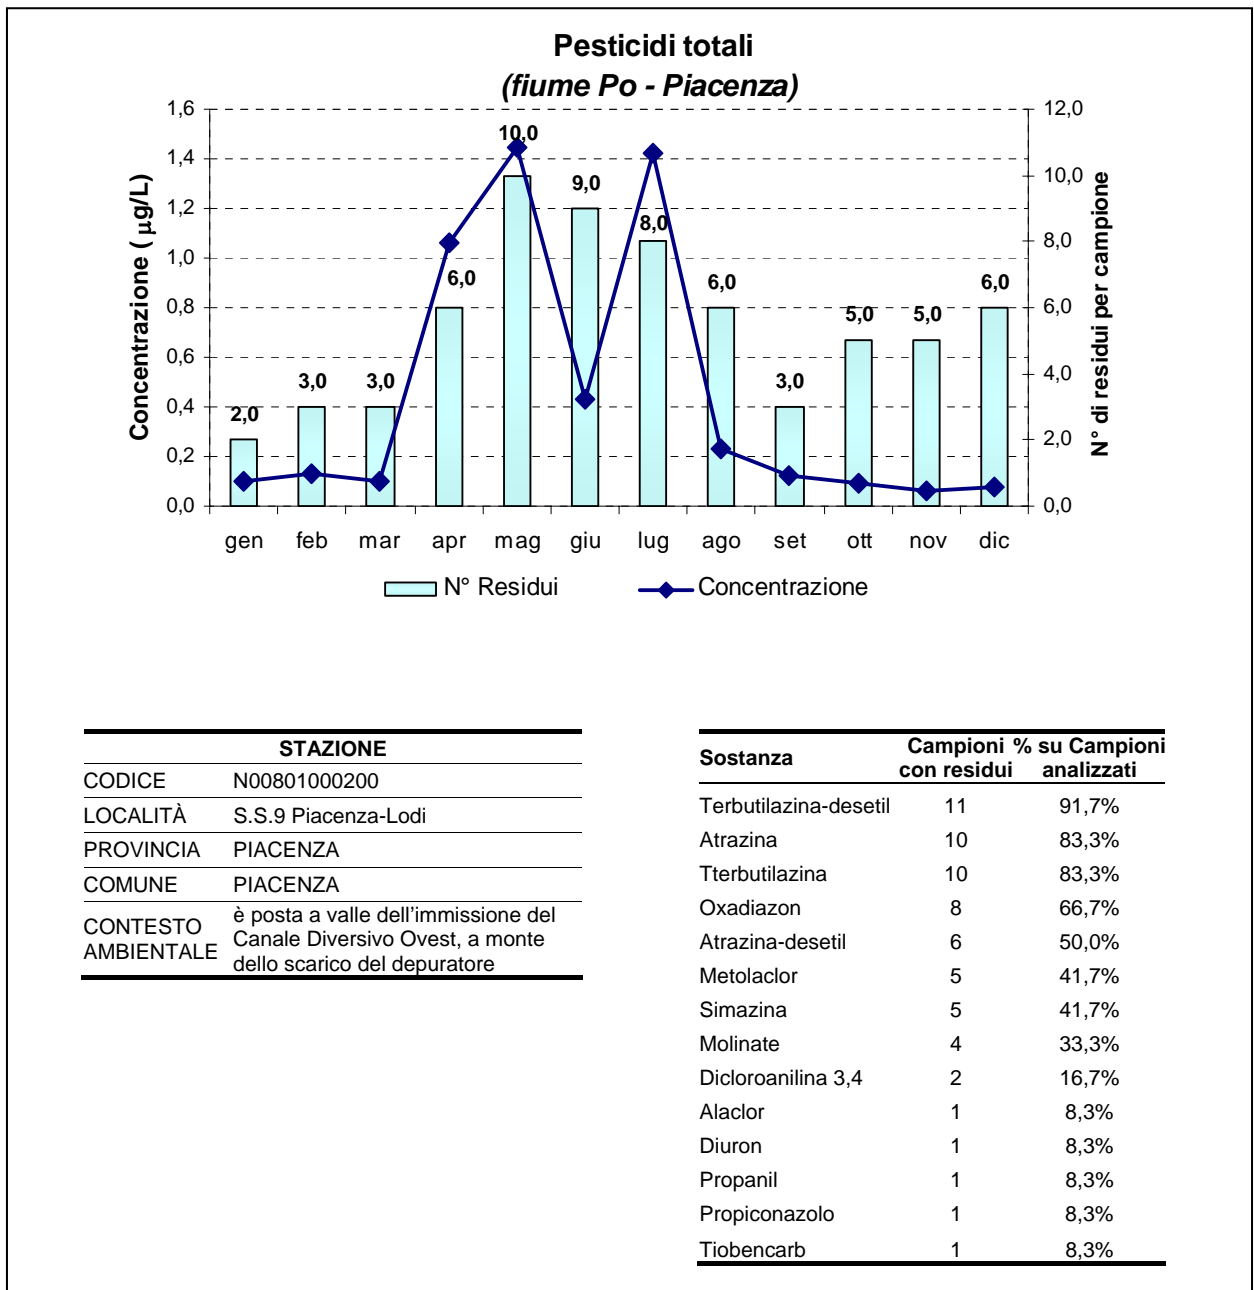 Pesticidi totali
(fiume Po - Piacenza)
Concentrazione ( µg/L)
1,6
1,4
1,2
1,0
0,8
0,6
0,4
0,2
0,0
12,0
10,0
8,0
6,0
4,0
2,0
0,0
N° di residui per campione
2,0
3,0
3,0
6,0
10,0
9,0
8,0
6,0
3,0
5,0
5,0
6,0
gen feb mar apr mag giu lug ago set ott nov dic
N° Residui Concentrazione
STAZIONE
CODICE N00801000200
LOCALITÀ S.S.9 Piacenza-Lodi
PROVINCIA PIACENZA
COMUNE PIACENZA
CONTESTO AMBIENTALE è posta a valle dell'immissione del
Canale Diversivo Ovest, a monte
dello scarico del depuratore
Sostanza Campioni con residui % su Campioni analizzati
Terbutilazina-desetil 11 91,7%
Atrazina 10 83,3%
Tterbutilazina 10 83,3%
Oxadiazon 8 66,7%
Atrazina-desetil 6 50,0%
Metolaclor 5 41,7%
Simazina 5 41,7%
Molinate 4 33,3%
Dicloroanilina 3,4 2 16,7%
Alaclor 1 8,3%
Diuron 1 8,3%
Propanil 1 8,3%
Propiconazolo 1 8,3%
Tiobencarb 1 8,3%